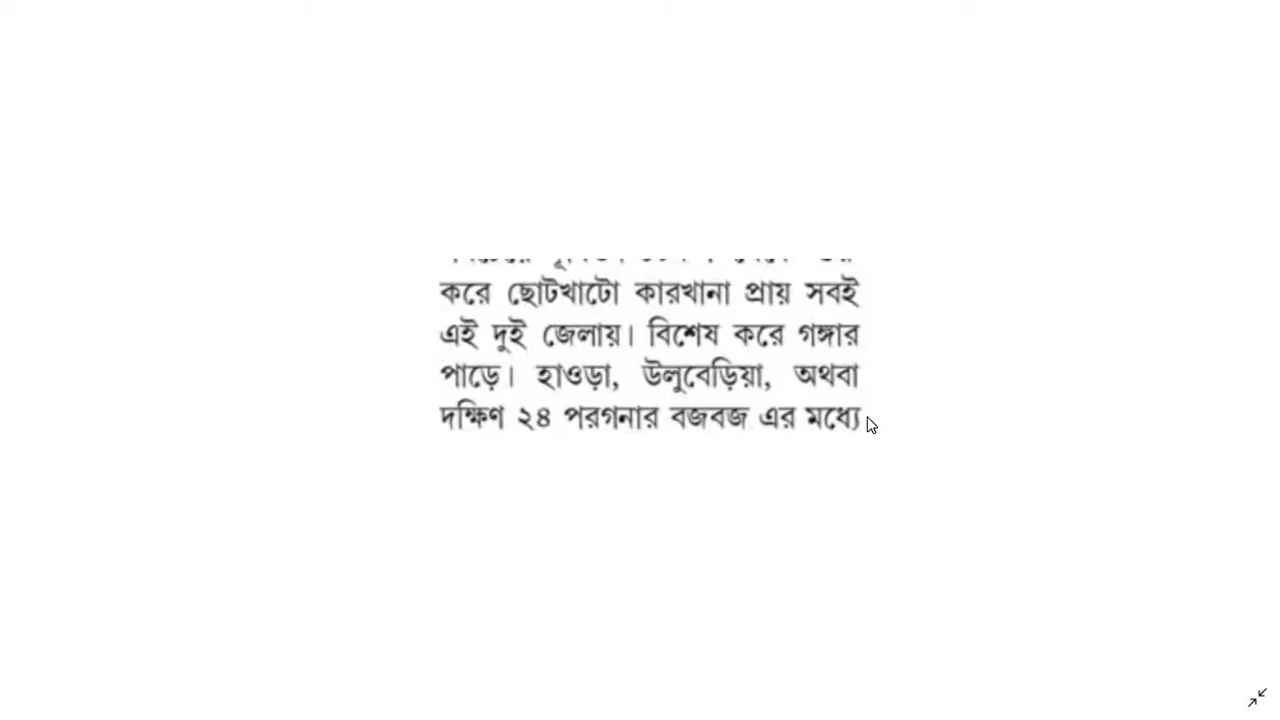 করে ছোটখাটো কারখানা প্রায় সবই
এই দুই জেলায়। বিশেষ করে গঙ্গার
পাড়ে। হাওড়া, উলুবেড়িয়া, অথবা
দক্ষিণ ২৪ পরগনার বজবজ এর মধ্যে